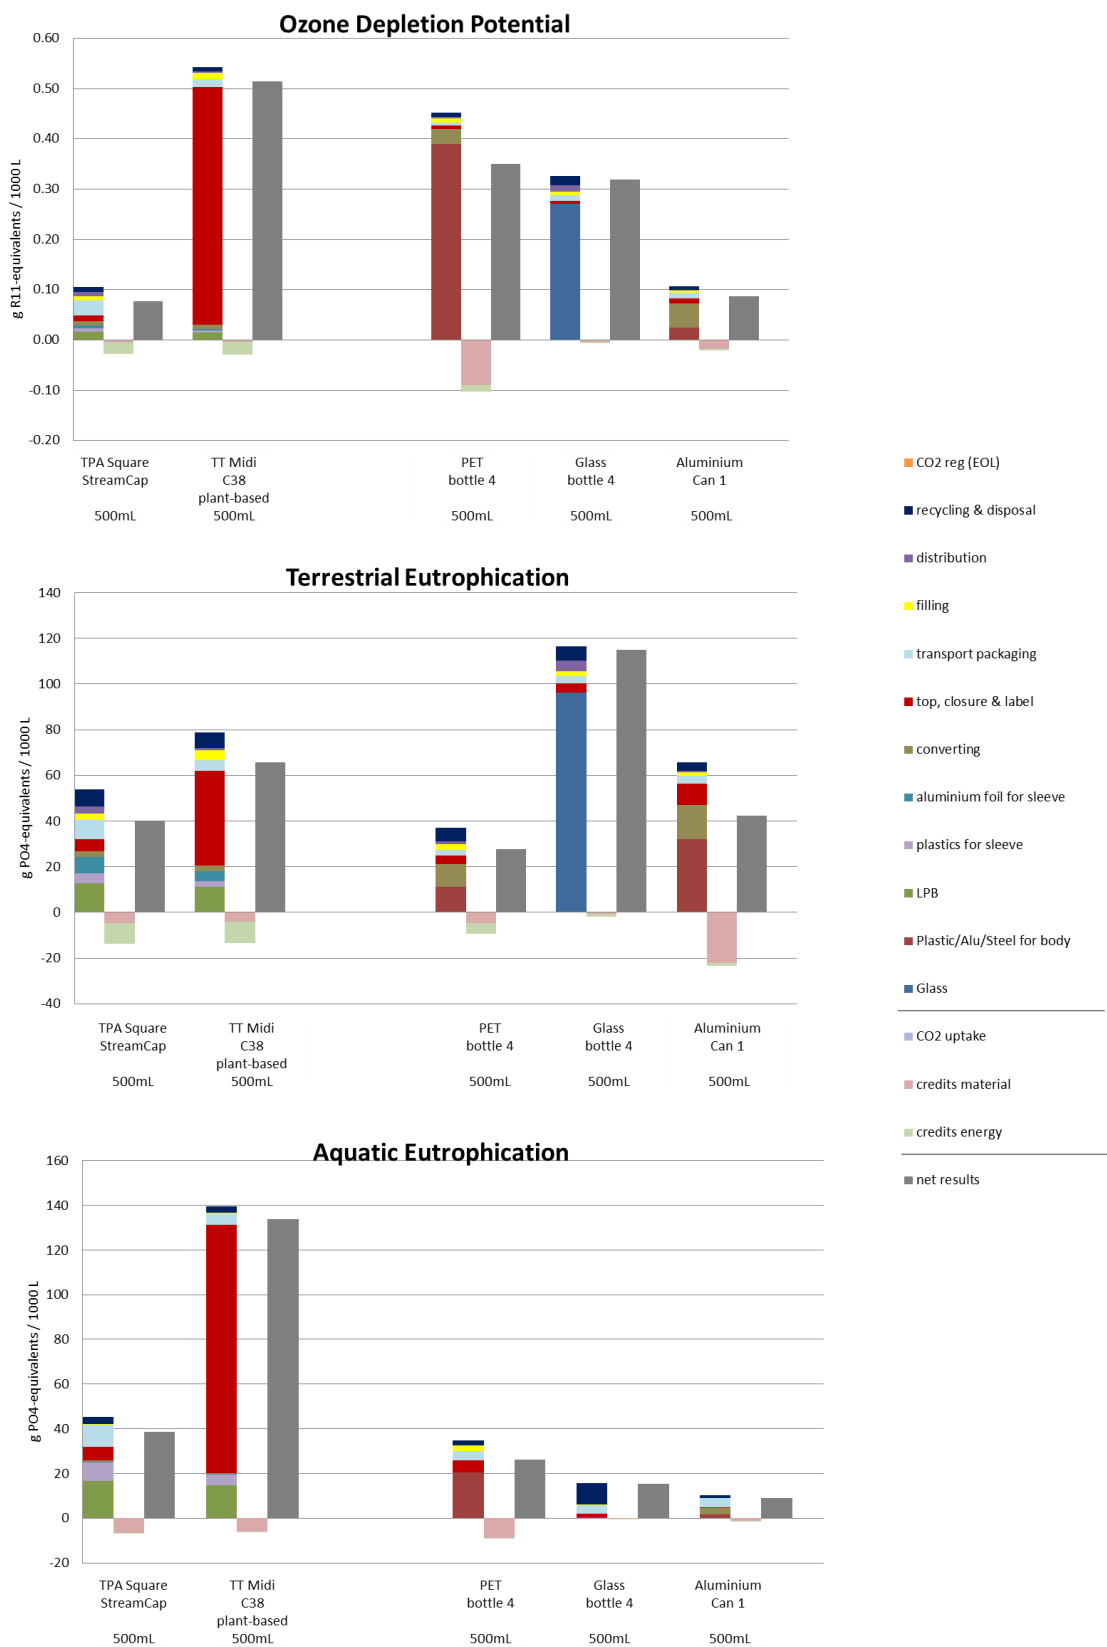 Ozone Depletion Potential
g R11-equivalents / 1000 L
0.60
0.50
0.40
0.30
0.20
0.10
0.00
-0.10
-0.20
TPA Square
StreamCap
500mL
TT Midi
C38
plant-based
500mL
PET
bottle 4
500mL
Glass
bottle 4
500mL
Aluminium
Can 1
500mL
Terrestrial Eutrophication
g PO4-equivalents / 1000 L
140
120
100
80
60
40
20
0
-20
-40
TPA Square
StreamCap
500mL
TT Midi
C38
plant-based
500mL
PET
bottle 4
500mL
Glass
bottle 4
500mL
Aluminium
Can 1
500mL
Aquatic Eutrophication
g PO4-equivalents / 1000 L
160
140
120
100
80
60
40
20
0
-20
TPA Square
StreamCap
500mL
TT Midi
C38
plant-based
500mL
PET
bottle 4
500mL
Glass
bottle 4
500mL
Aluminium
Can 1
500mL
CO2 reg (EOL)
recycling & disposal
distribution
filling
transport packaging
top, closure & label
converting
aluminium foil for sleeve
plastics for sleeve
LPB
Plastic/Alu/Steel for body
Glass
CO2 uptake
credits material
credits energy
net results